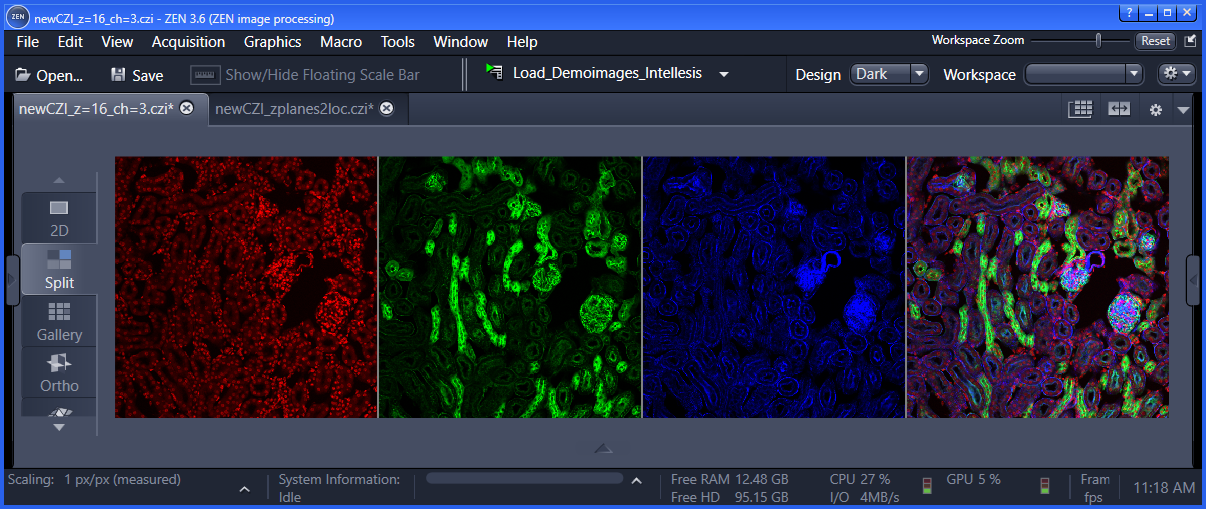 ZEN newCZI_z=16_ch=3.czi - ZEN 3.6 (ZEN image processing) ?
File Edit View Acquisition Graphics Macro Tools Window Help Workspace Zoom Reset
Open... Save Show/Hide Floating Scale Bar Load_Demoimages_Intellesis Design Dark Workspace
newCZI_z=16_ch=3.czi* newCZI_zplanes2loc.czi*
2D
Split
Gallery
Ortho
Scaling: 1 px/px (measured) System Information: Free RAM 12.48 GB CPU 27 % GPU 5 % Fram
Idle Free HD 95.15 GB I/O 4MB/s fps 11:18 AM